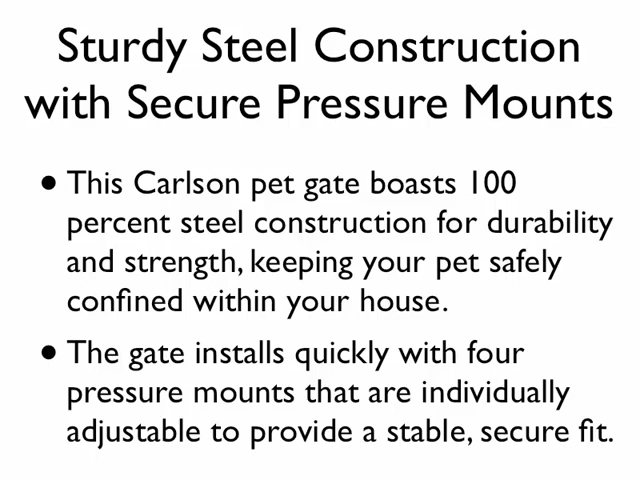 Sturdy Steel Construction
with Secure Pressure Mounts
• This Carlson pet gate boasts 100
percent steel construction for durability
and strength, keeping your pet safely
confined within your house.
• The gate installs quickly with four
pressure mounts that are individually
adjustable to provide a stable, secure fit.